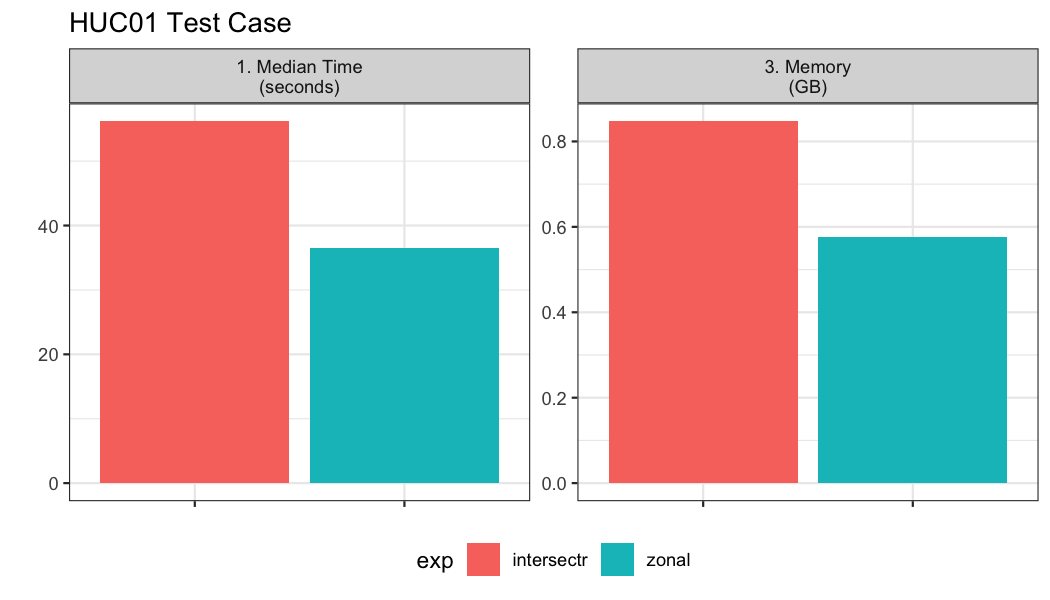 HUC01 Test Case
1. Median Time
(seconds)
3. Memory
(GB)
40
20
0
0.8
0.6
0.4
0.2
0.0
exp intersectr zonal